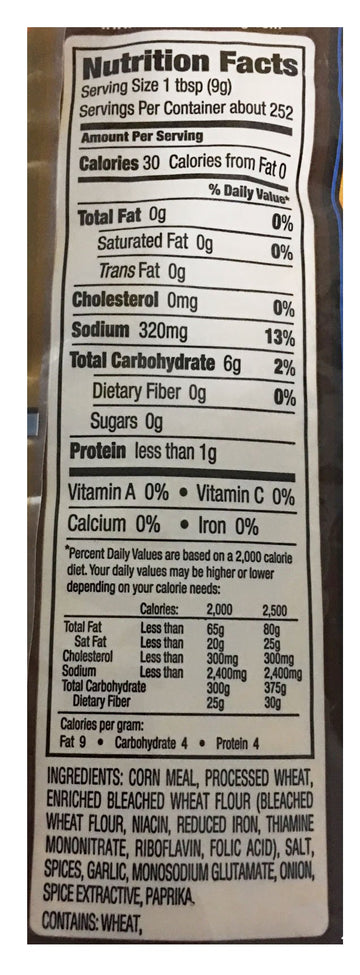 Nutrition Facts
Serving Size 1 tbsp (9g)
Servings Per Container about 252
Amount Per Serving
Calories 30 Calories from Fat 0
% Daily Value*
Total Fat 0g 0%
Saturated Fat 0g 0%
Trans Fat 0g
Cholesterol 0mg 0%
Sodium 320mg 13%
Total Carbohydrate 6g 2%
Dietary Fiber 0g 0%
Sugars 0g
Protein less than 1g
Vitamin A 0% • Vitamin C 0%
Calcium 0% • Iron 0%
*Percent Daily Values are based on a 2,000 calorie
diet. Your daily values may be higher or lower
depending on your calorie needs:
Calories: 2,000 2,500
Total Fat Less than 65g 80g
Sat Fat Less than 20g 25g
Cholesterol Less than 300mg 300mg
Sodium Less than 2,400mg 2,400mg
Total Carbohydrate 300g 375g
Dietary Fiber 25g 30g
Calories per gram:
Fat 9 • Carbohydrate 4 • Protein 4
INGREDIENTS: CORN MEAL, PROCESSED WHEAT,
ENRICHED BLEACHED WHEAT FLOUR (BLEACHED
WHEAT FLOUR, NIACIN, REDUCED IRON, THIAMINE
MONONITRATE, RIBOFLAVIN, FOLIC ACID), SALT,
SPICES, GARLIC, MONOSODIUM GLUTAMATE, ONION,
SPICE EXTRACTIVE, PAPRIKA.
CONTAINS: WHEAT,